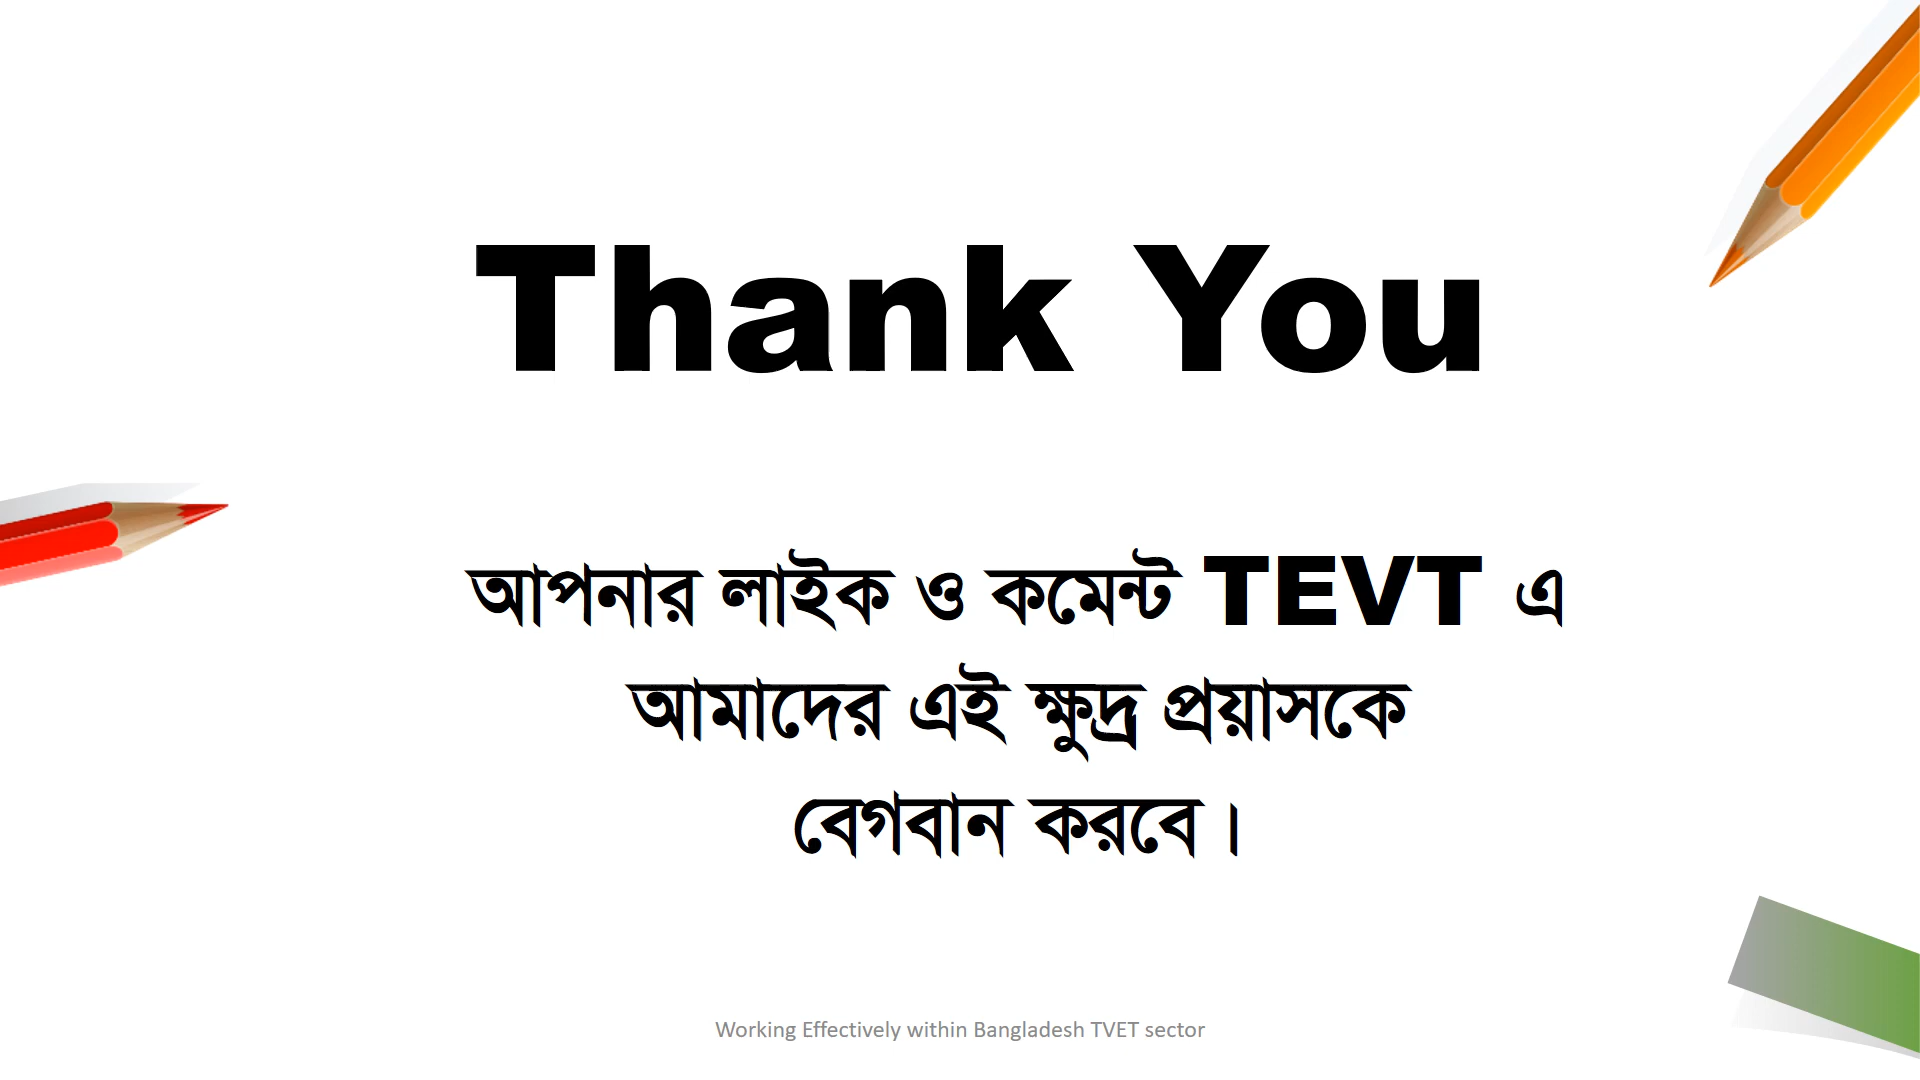 Thank You
আপনার লাইক ও কমেন্ট TEVT এ
আমাদের এই ক্ষুদ্র প্রয়াসকে
বেগবান করবে।
Working Effectively within Bangladesh TVET sector